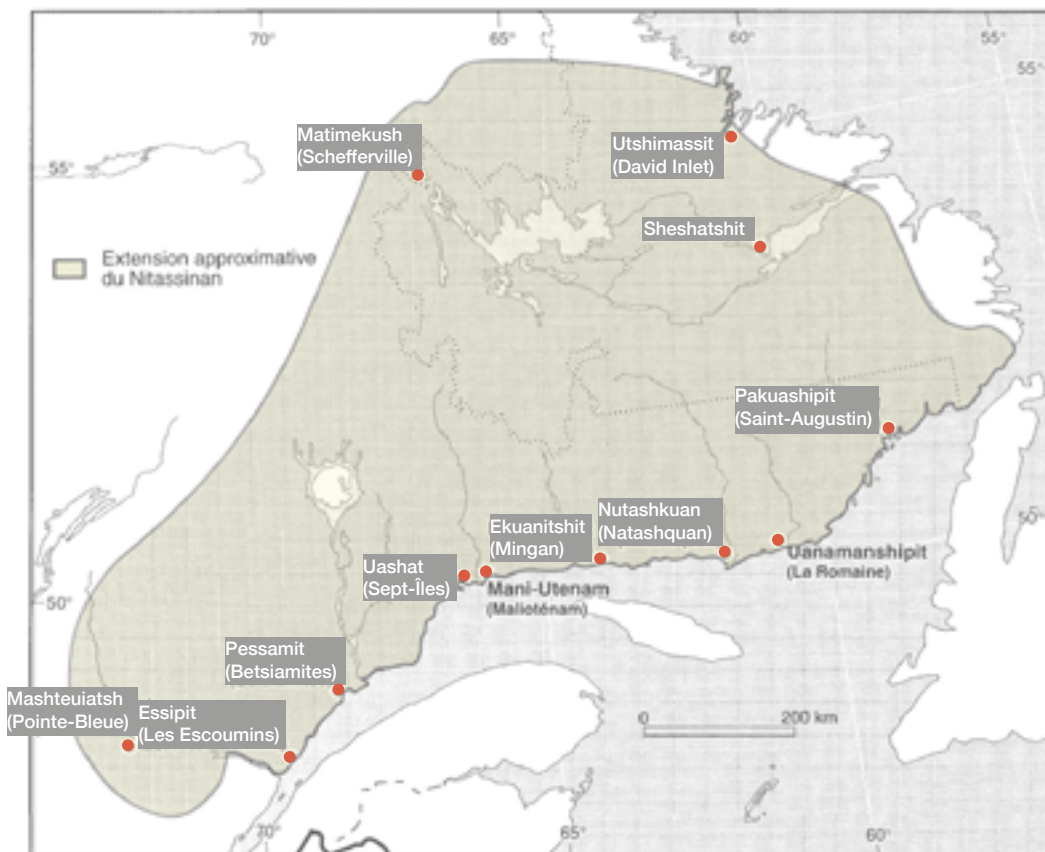 70°
65°
60°
55°
55°
Matimekush
(Schefferville)
Utshimassit
(David Inlet)
55°
Sheshatshit
Extension approximative
du Nitassinan
Pakuashipit
(Saint-Augustin)
Nutashkuan
(Natashquan)
Ekuanitshit
(Mingan)
50°
Uanamanshipit
(La Romaine)
Uashat
(Sept-Îles)
Mani-Utenam
(Malioténam)
50°
Pessamit
(Betsiamites)
Mashteuiatsh
(Pointe-Bleue)
Essipit
(Les Escoumins)
0
200 km
70°
65°
60°